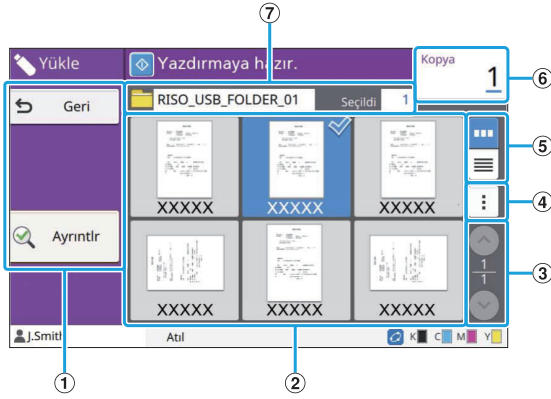 7
Yükle
Yazdırmaya hazır.
Kopya
1
6
Geri
RISO_USB_FOLDER_01
Seçildi
1
5
XXXXX
XXXXX
XXXXX
4
Ayrıntlr
1
1
3
XXXXX
XXXXX
XXXXX
J.Smith
Atıl
K
C
M
Y
1
2